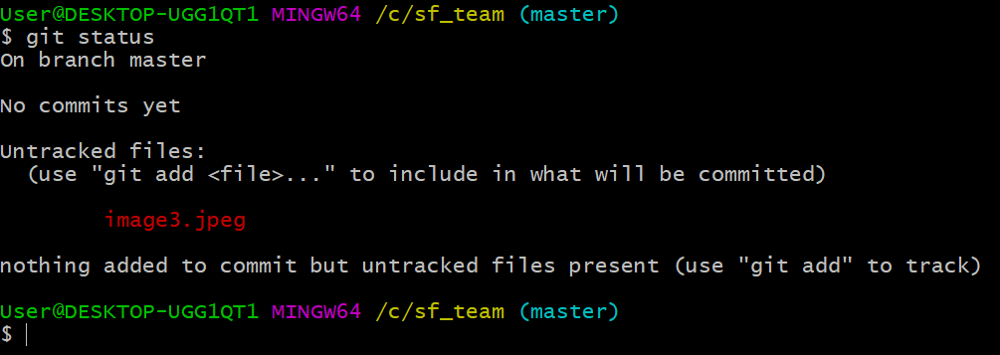 User@DESKTOP-UGG1QT1 MINGW64 /c/sf_team (master)
$ git status
On branch master
No commits yet
Untracked files:
(use "git add <file>..." to include in what will be committed)
image3.jpeg
nothing added to commit but untracked files present (use "git add" to track)
User@DESKTOP-UGG1QT1 MINGW64 /c/sf_team (master)
$